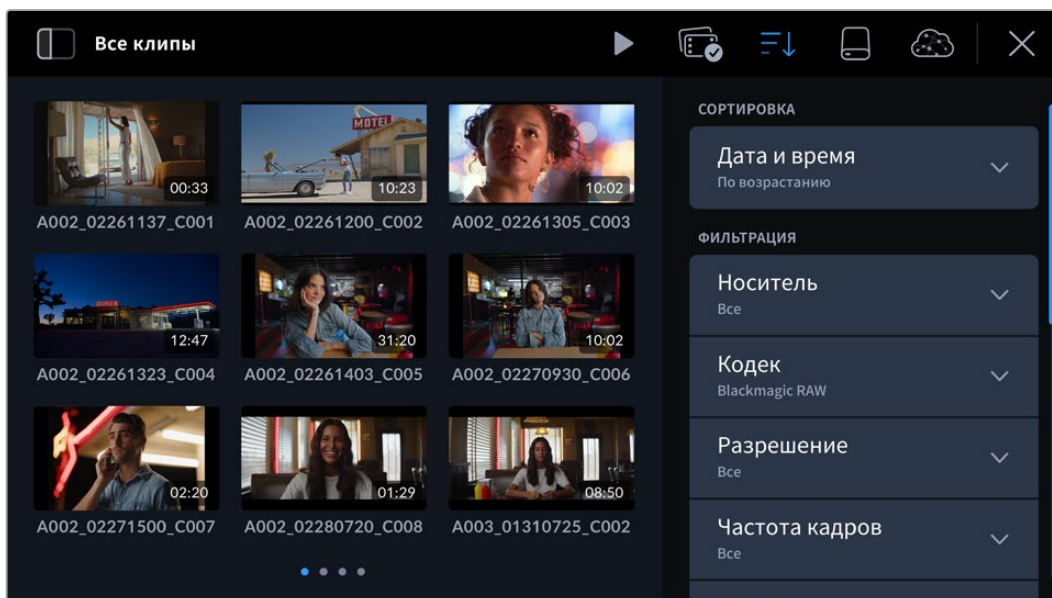 Все клипы
MOTEL
00:33
10:23
10:02
A002_02261137_C001
A002_02261200_C002
A002_02261305_C003
DINER
12:47
31:20
10:02
A002_02261323_C004
A002_02261403_C005
A002_02270930_C006
02:20
01:29
08:50
A002_02271500_C007
A002_02280720_C008
A003_01310725_C002
СОРТИРОВКА
Дата и время
По возрастанию
ФИЛЬТРАЦИЯ
Носитель
Все
Кодек
Blackmagic RAW
Разрешение
Все
Частота кадров
Все